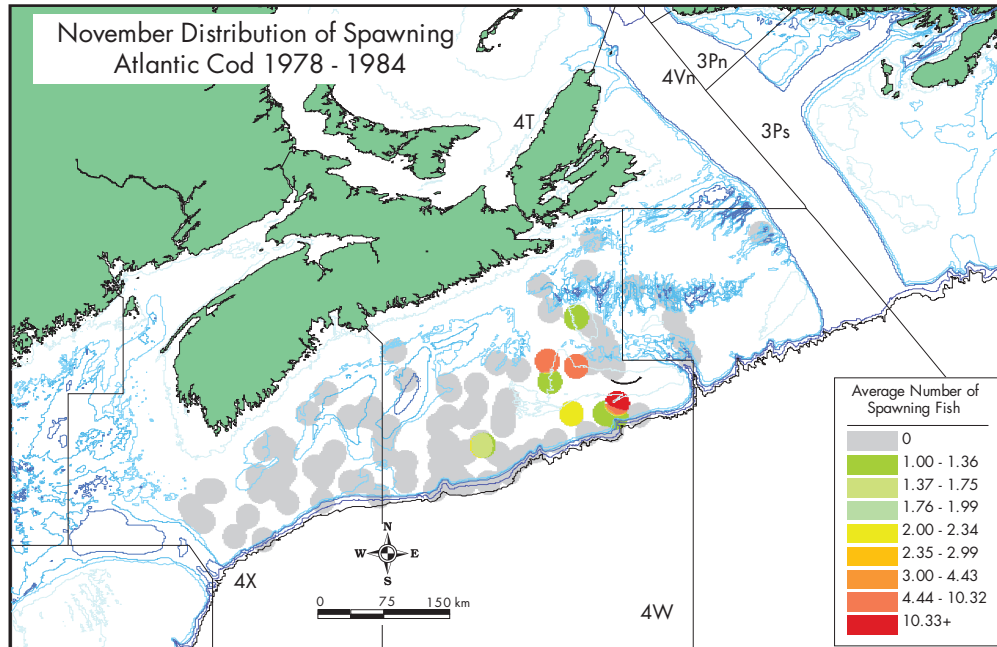 November Distribution of Spawning
Atlantic Cod 1978 - 1984
4T
4Vn
3Pn
3Ps
4X
4W
N
W E
S
0 75 150 km
Average Number of
Spawning Fish
0
1.00 - 1.36
1.37 - 1.75
1.76 - 1.99
2.00 - 2.34
2.35 - 2.99
3.00 - 4.43
4.44 - 10.32
10.33+